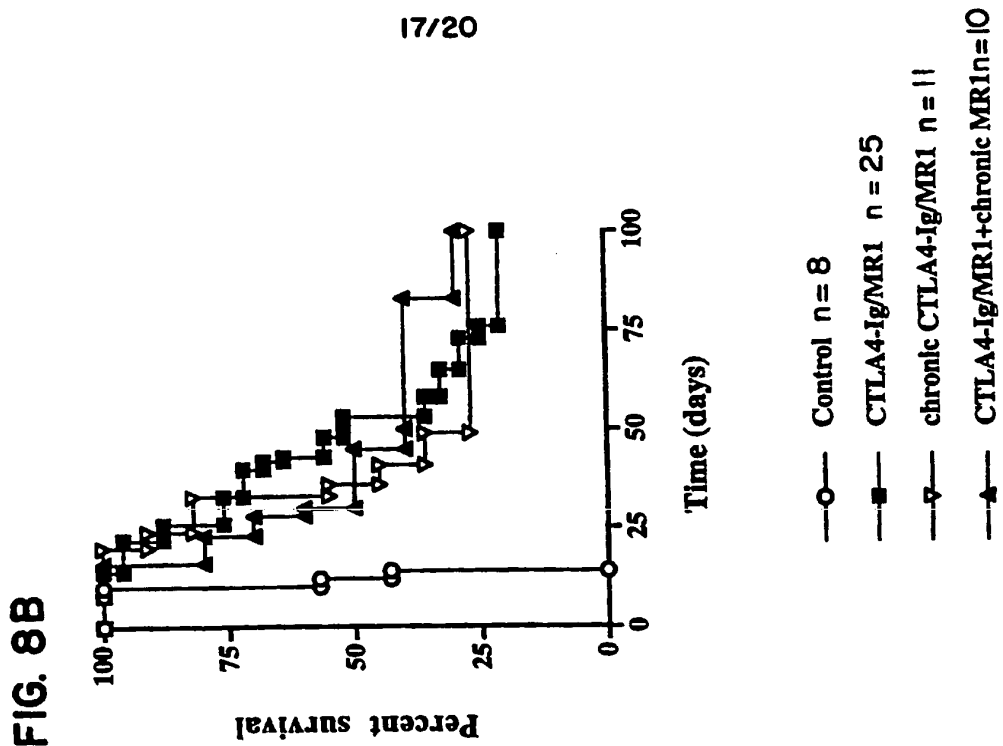 17/20
FIG. 8B
Percent survival
100
75
50
25
0
0
25
50
75
100
Time (days)
Control n = 8
CTLA4-Ig/MR1 n = 25
chronic CTLA4-Ig/MR1 n = 11
CTLA4-Ig/MR1+chronic MR1n=10